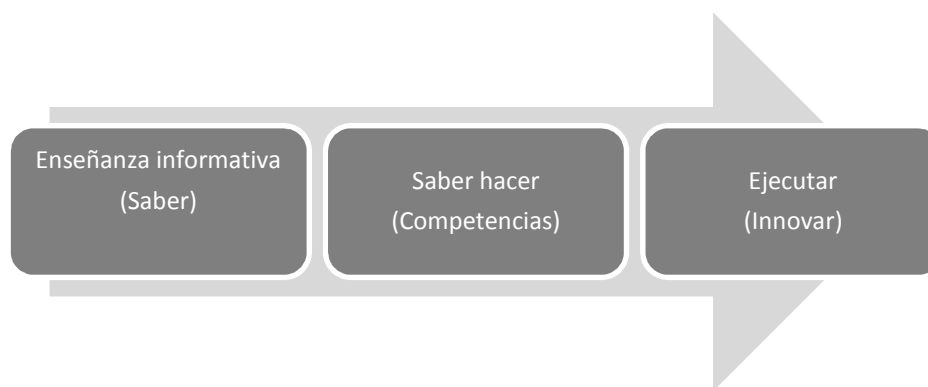 Enseñanza informativa
(Saber)
Saber hacer
(Competencias)
Ejecutar
(Innovar)